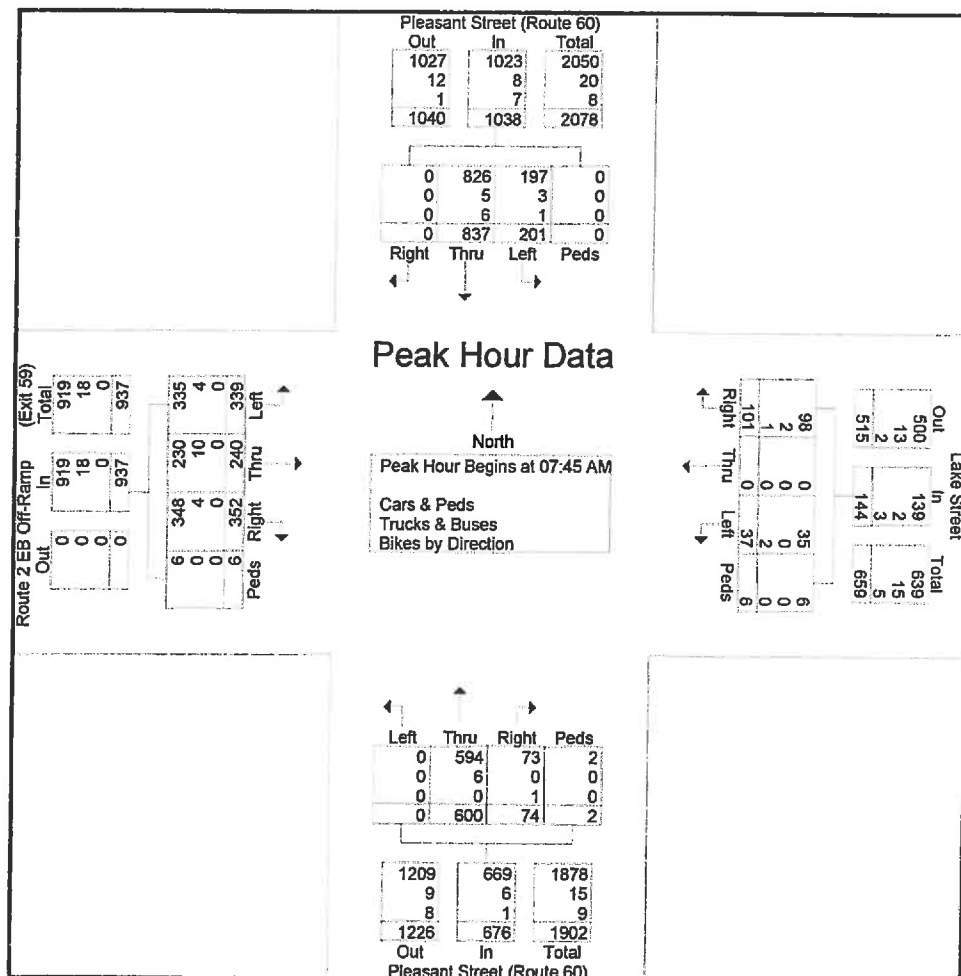 Pleasant Street (Route 60)
Out In Total
1027 1023 2050
12 8 20
1 7 8
1040 1038 2078
0 826 197 0
0 5 3 0
0 6 1 0
0 837 201 0
Right Thru Left Peds
Peak Hour Data
North
Peak Hour Begins at 07:45 AM
Cars & Peds
Trucks & Buses
Bikes by Direction
Route 2 EB Off-Ramp (Exit 59)
Out In Total
0 919 919
0 18 18
0 0 0
0 937 937
335 230 348 6
4 10 4 0
0 0 0 0
339 240 352 6
Left Thru Right Peds
Lake Street
Out In Total
500 139 639
13 2 15
2 3 5
515 144 659
98 0 35 6
2 0 0 0
1 0 2 0
101 0 37 6
Right Thru Left Peds
Left Thru Right Peds
0 594 73 2
0 6 0 0
0 0 1 0
0 600 74 2
1209 669 1878
9 6 15
8 1 9
1226 676 1902
Out In Total
Pleasant Street (Route 60)